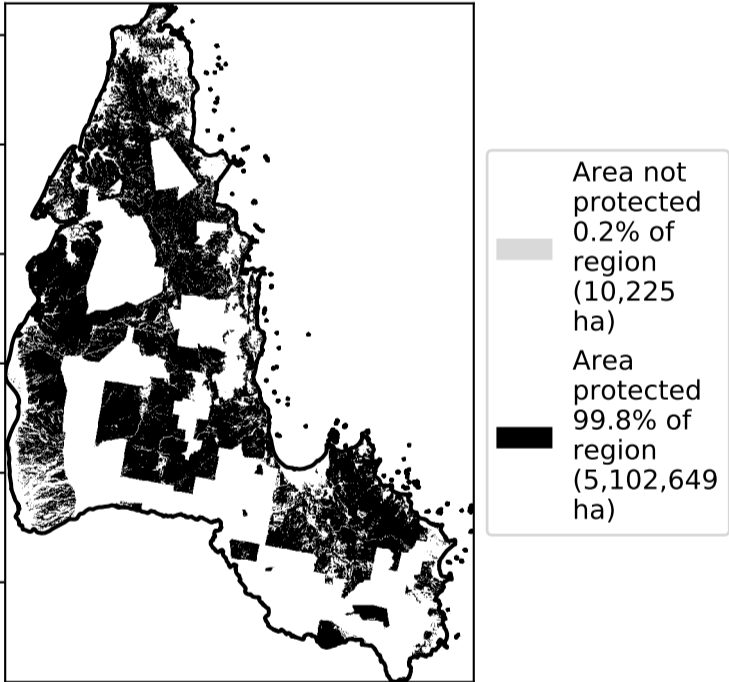 Area not
protected
0.2% of
region
(10,225
ha)
Area
protected
99.8% of
region
(5,102,649
ha)